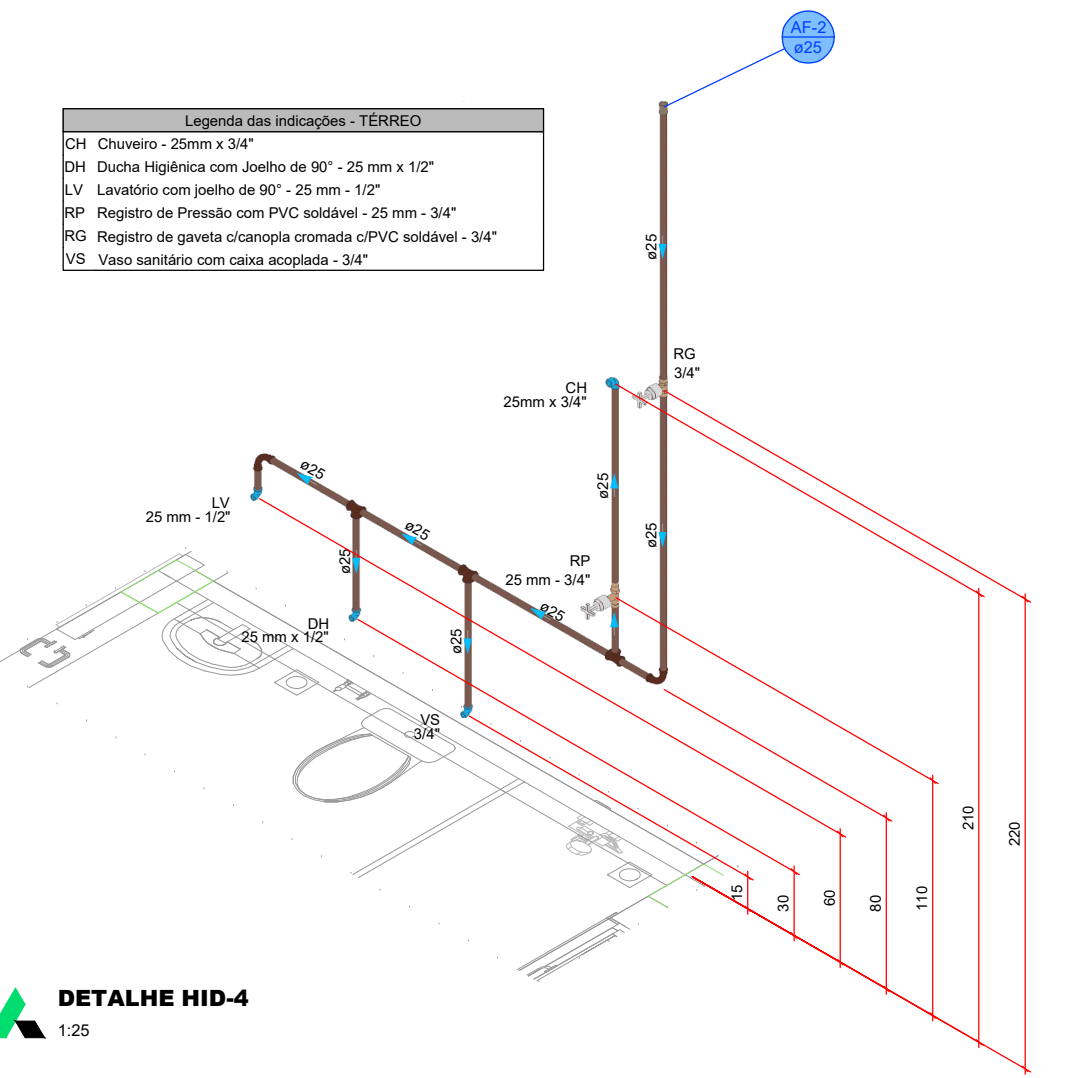 AF-2
ø25
Legenda das indicações - TÉRREO
CH Chuveiro - 25mm x 3/4"
DH Ducha Higiênica com Joelho de 90° - 25 mm x 1/2"
LV Lavatório com joelho de 90° - 25 mm - 1/2"
RP Registro de Pressão com PVC soldável - 25 mm - 3/4"
RG Registro de gaveta c/canopla cromada c/PVC soldável - 3/4"
VS Vaso sanitário com caixa acoplada - 3/4"
ø25
RG
3/4"
CH
25mm x 3/4"
ø25
ø25
LV
25 mm - 1/2"
ø25
ø25
ø25
RP
25 mm - 3/4"
ø25
ø25
DH
25 mm x 1/2"
VS
3/4"
15
30
60
80
110
210
220
DETALHE HID-4
1:25